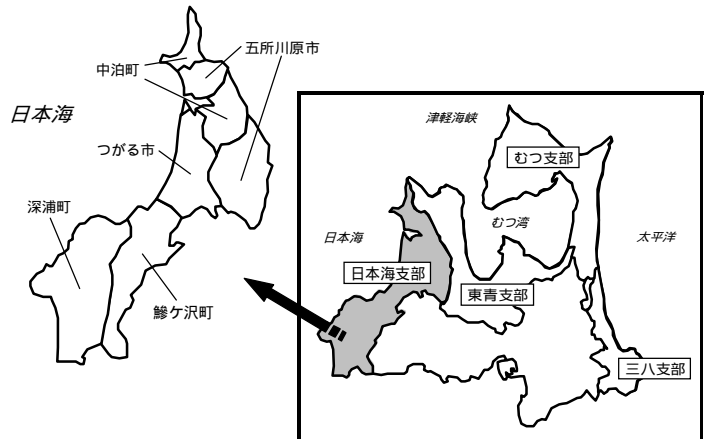 五所川原市
中泊町
日本海
つがる市
深浦町
鰺ケ沢町
津軽海峡
むつ支部
むつ湾
日本海
太平洋
日本海支部
東青支部
三八支部